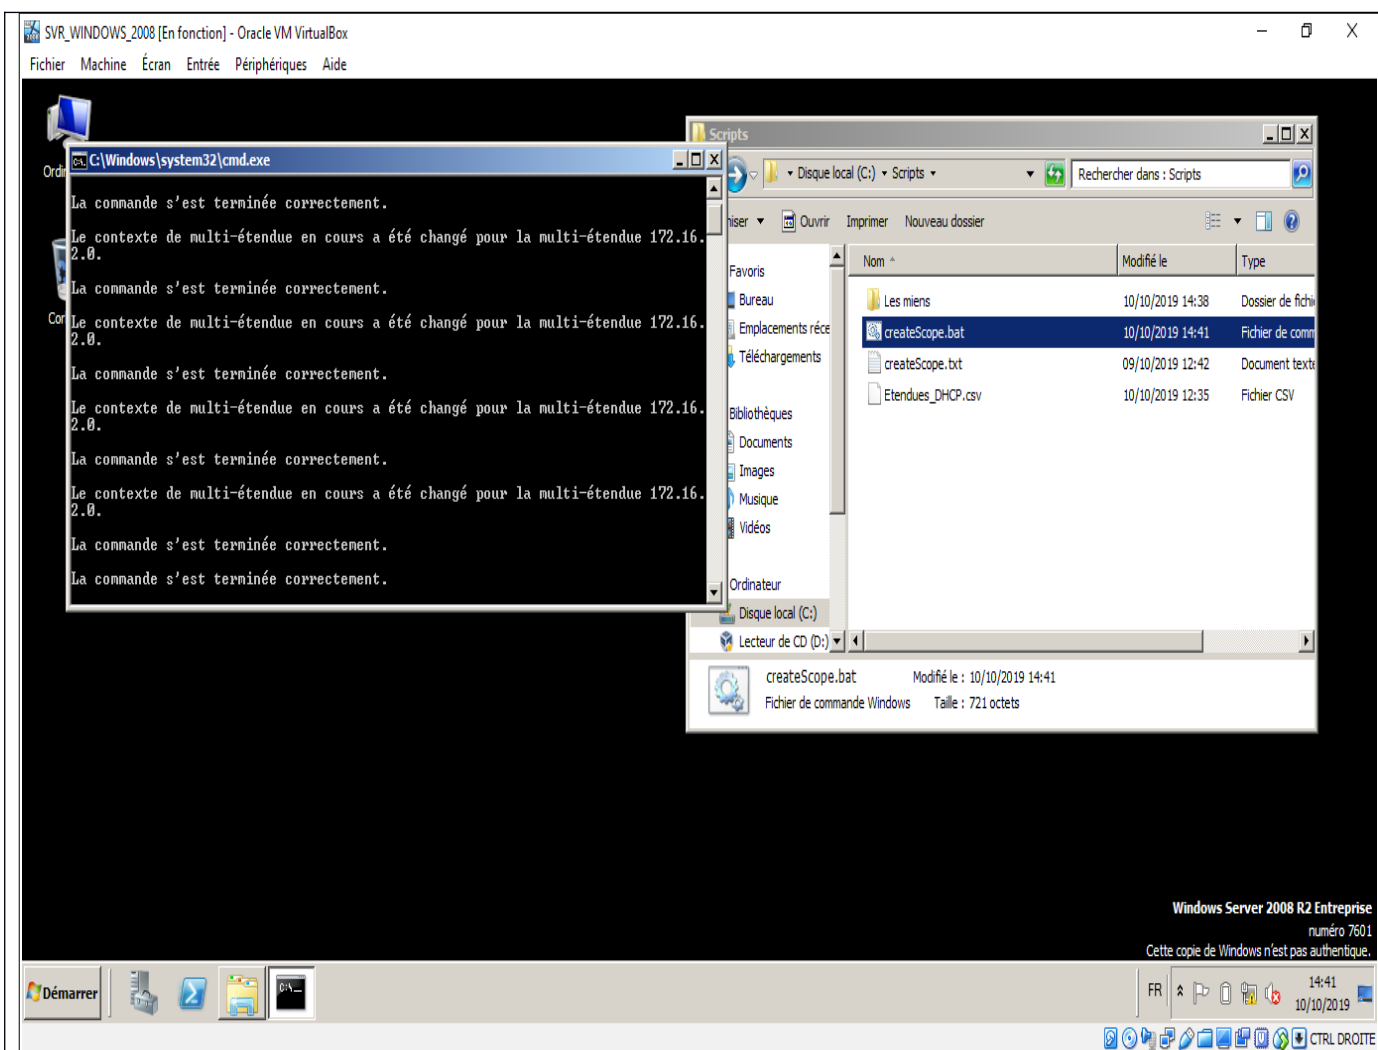 SVR_WINDOWS_2008 [En fonction] - Oracle VM VirtualBox
Fichier Machine Écran Entrée Périphériques Aide
C:\Windows\system32\cmd.exe
La commande s'est terminée correctement.
Le contexte de multi-étendue en cours a été changé pour la multi-étendue 172.16.
2.0.
La commande s'est terminée correctement.
Le contexte de multi-étendue en cours a été changé pour la multi-étendue 172.16.
2.0.
La commande s'est terminée correctement.
Le contexte de multi-étendue en cours a été changé pour la multi-étendue 172.16.
2.0.
La commande s'est terminée correctement.
Le contexte de multi-étendue en cours a été changé pour la multi-étendue 172.16.
2.0.
La commande s'est terminée correctement.
La commande s'est terminée correctement.
Scripts
Disque local (C:) Scripts
Rechercher dans : Scripts
Ouvrir Imprimer Nouveau dossier
Favoris
Bureau
Emplacements réce
Téléchargements
Bibliothèques
Documents
Images
Musique
Vidéos
Ordinateur
Disque local (C:)
Lecteur de CD (D:)
Nom Modifié le Type
Les miens 10/10/2019 14:38 Dossier de fichi
createScope.bat 10/10/2019 14:41 Fichier de comm
createScope.txt 09/10/2019 12:42 Document texte
Etendues_DHCP.csv 10/10/2019 12:35 Fichier CSV
createScope.bat Modifié le : 10/10/2019 14:41
Fichier de commande Windows Taille : 721 octets
Windows Server 2008 R2 Entreprise
numéro 7601
Cette copie de Windows n'est pas authentique.
Démarrer
C:\_
FR
14:41
10/10/2019
CTRL DROITE